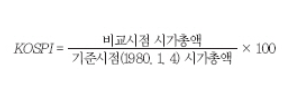 KOSPI = 비교시점 시가총액 / 기준시점(1980. 1. 4) 시가총액 × 100